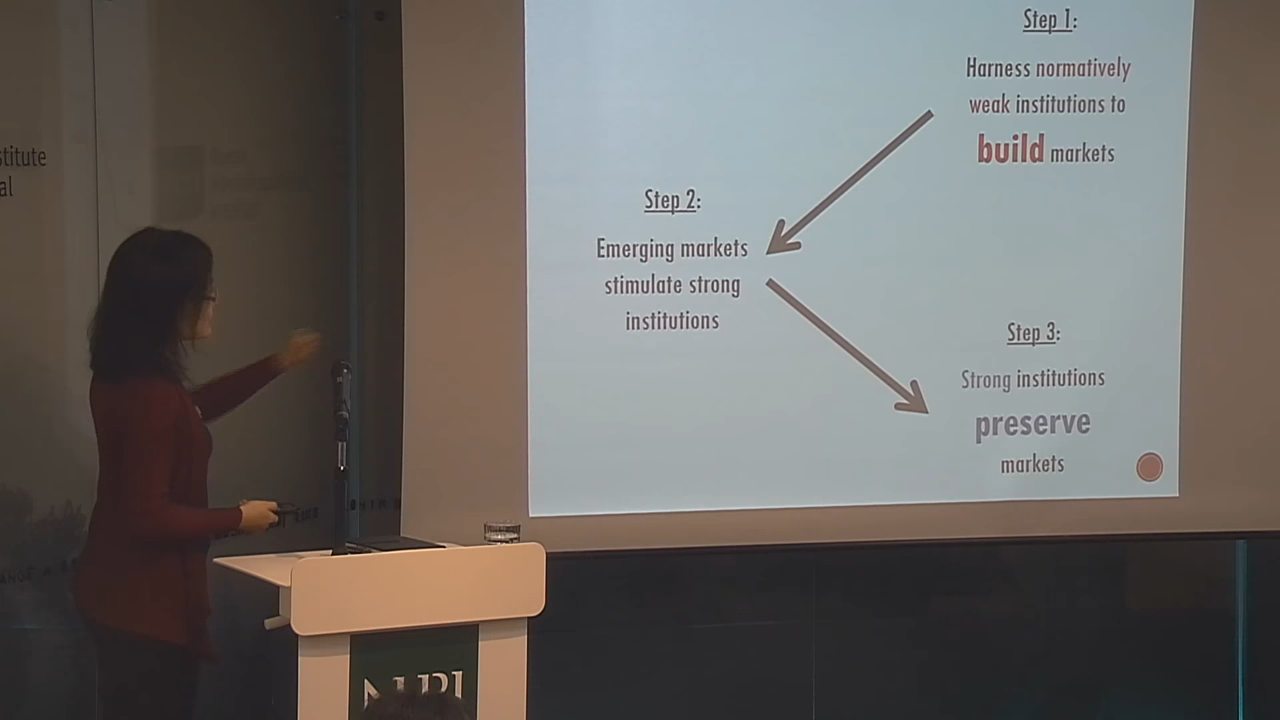 stitute
al
Step 1:
Harness normatively
weak institutions to
build markets
Step 2:
Emerging markets
stimulate strong
institutions
Step 3:
Strong institutions
preserve
markets